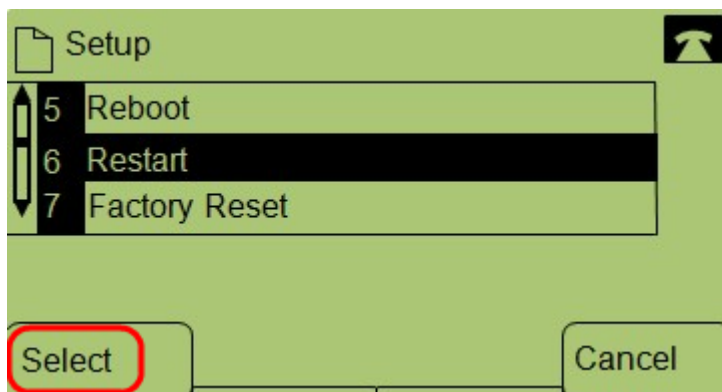 Setup
5 Reboot
6 Restart
7 Factory Reset
Select Cancel